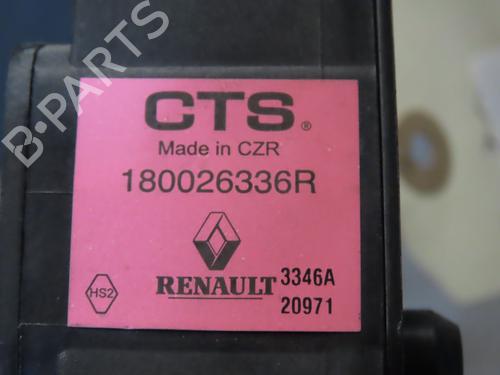 B-PARTS
CTS®
Made in CZR
180026336R
RENAULT
3346A
20971
HS2